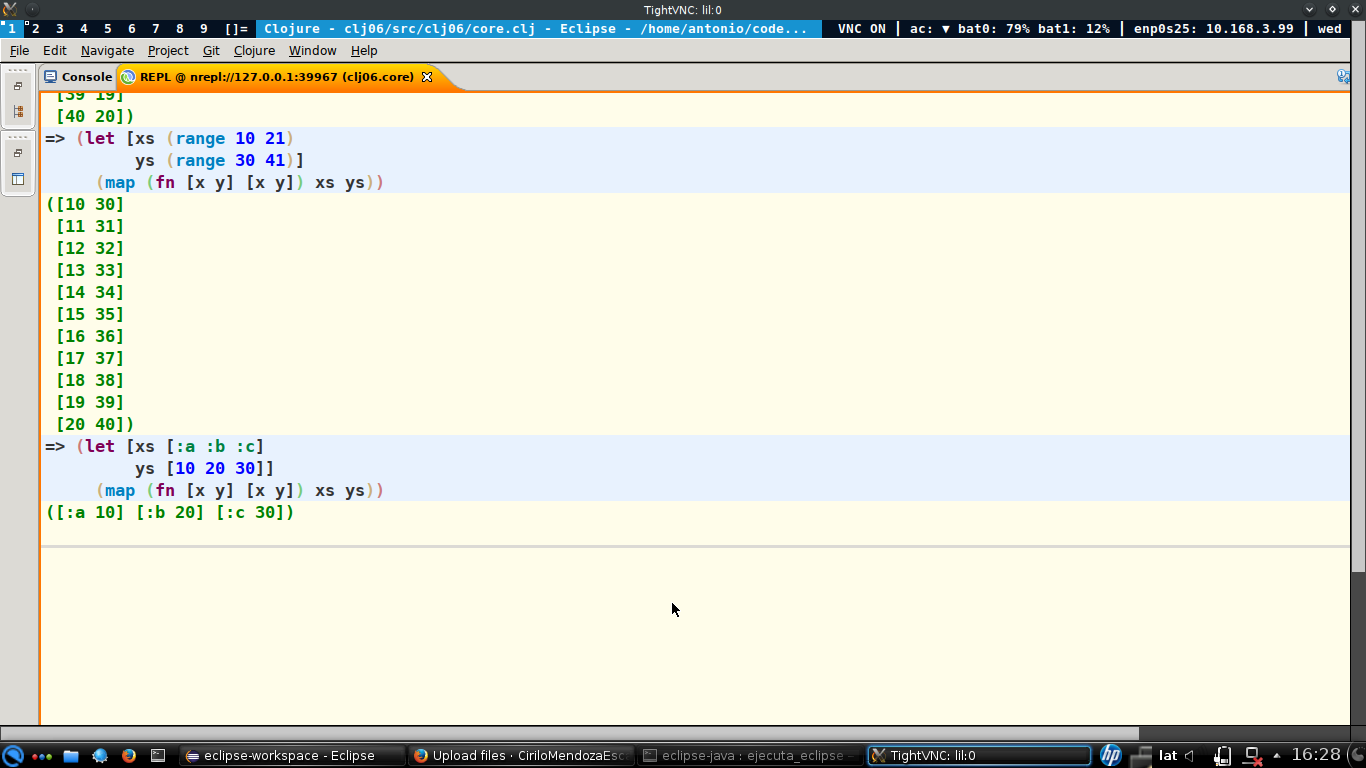 TightVNC: lil:0
1 2 3 4 5 6 7 8 9 []= Clojure - clj06/src/clj06/core.clj - Eclipse - /home/antonio/code... VNC ON | ac: ▼ bat0: 79% bat1: 12% | enp0s25: 10.168.3.99 | wed
File Edit Navigate Project Git Clojure Window Help
Console REPL @ nrepl://127.0.0.1:39967 (clj06.core)
[39 19]
[40 20])
=> (let [xs (range 10 21)
ys (range 30 41)]
(map (fn [x y] [x y]) xs ys))
([10 30]
[11 31]
[12 32]
[13 33]
[14 34]
[15 35]
[16 36]
[17 37]
[18 38]
[19 39]
[20 40])
=> (let [xs [:a :b :c]
ys [10 20 30]]
(map (fn [x y] [x y]) xs ys))
([:a 10] [:b 20] [:c 30])
eclipse-workspace - Eclipse Upload files · CiriloMendozaEsc eclipse-java : ejecuta_eclipse — TightVNC: lil:0 hp lat 16:28